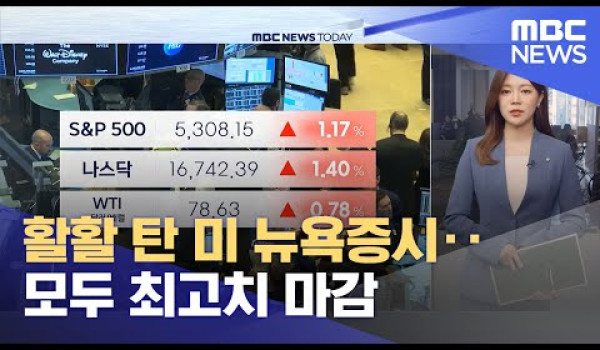 MBC NEWS TODAY
MBC
NEWS
The
WALT DISNEY
Company
S&P 500 5,308.15 ▲ 1.17%
나스닥 16,742.39 ▲ 1.40%
WTI 78.63 ▲ 0.78%
활활 탄 미 뉴욕증시‥
모두 최고치 마감